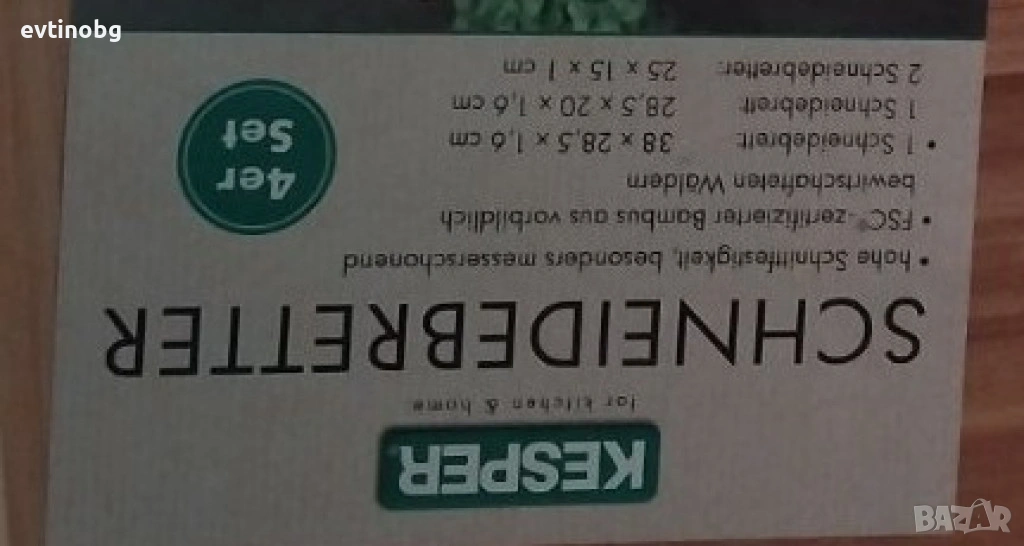 KESPER
for kitchen & home
SCHNEIDEBRETTER
• hohe Schnittfestigkeit, besonders messerschonend
• FSC®-zertifizierter Bambus aus vorbildlich
bewirtschafteten Wäldern
• 1 Schneidebrett: 38 x 28,5 x 1,6 cm
1 Schneidebrett: 28,5 x 20 x 1,6 cm
2 Schneidebretter: 25 x 15 x 1 cm
4er
Set
evtinobg
BAZAR